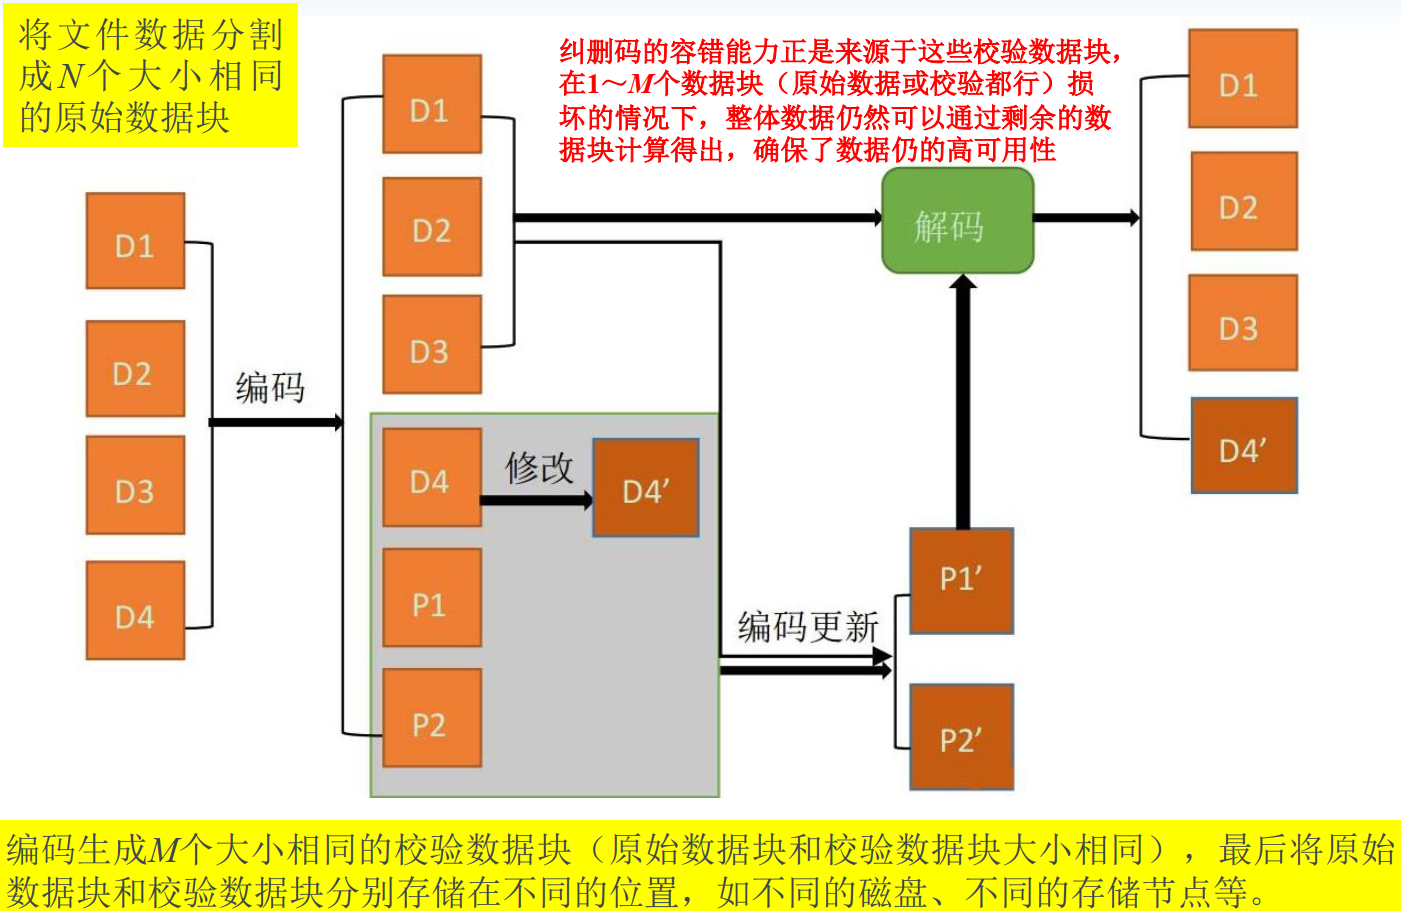 将文件数据分割
成N个大小相同
的原始数据块
纠删码的容错能力正是来源于这些校验数据块，
在1～M个数据块（原始数据或校验都行）损
坏的情况下，整体数据仍然可以通过剩余的数
据块计算得出，确保了数据仍的高可用性
D1
D2
D3
D4
编码
D1
D2
D3
D4
修改
D4’
P1
P2
编码更新
P1’
P2’
解码
D1
D2
D3
D4’
编码生成M个大小相同的校验数据块（原始数据块和校验数据块大小相同），最后将原始
数据块和校验数据块分别存储在不同的位置，如不同的磁盘、不同的存储节点等。